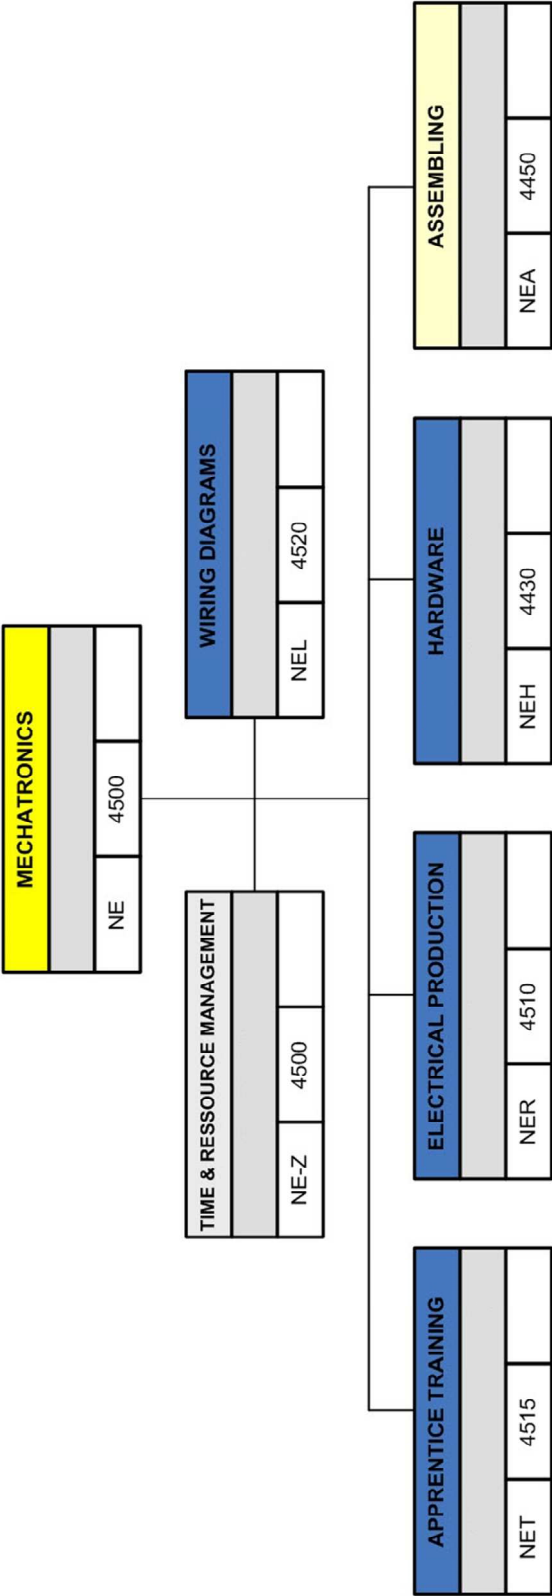 MECHATRONICS
NE 4500
TIME & RESSOURCE MANAGEMENT
NE-Z 4500
WIRING DIAGRAMS
NEL 4520
APPRENTICE TRAINING
NET 4515
ELECTRICAL PRODUCTION
NER 4510
HARDWARE
NEH 4430
ASSEMBLING
NEA 4450